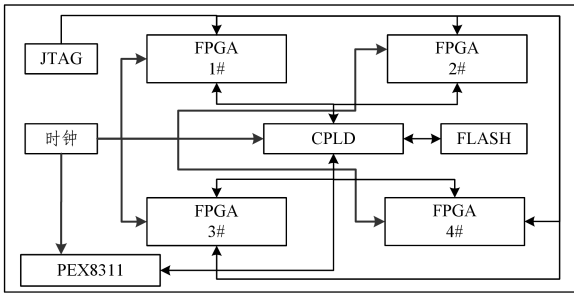 JTAG
FPGA
1#
FPGA
2#
时钟
CPLD
FLASH
FPGA
3#
FPGA
4#
PEX8311